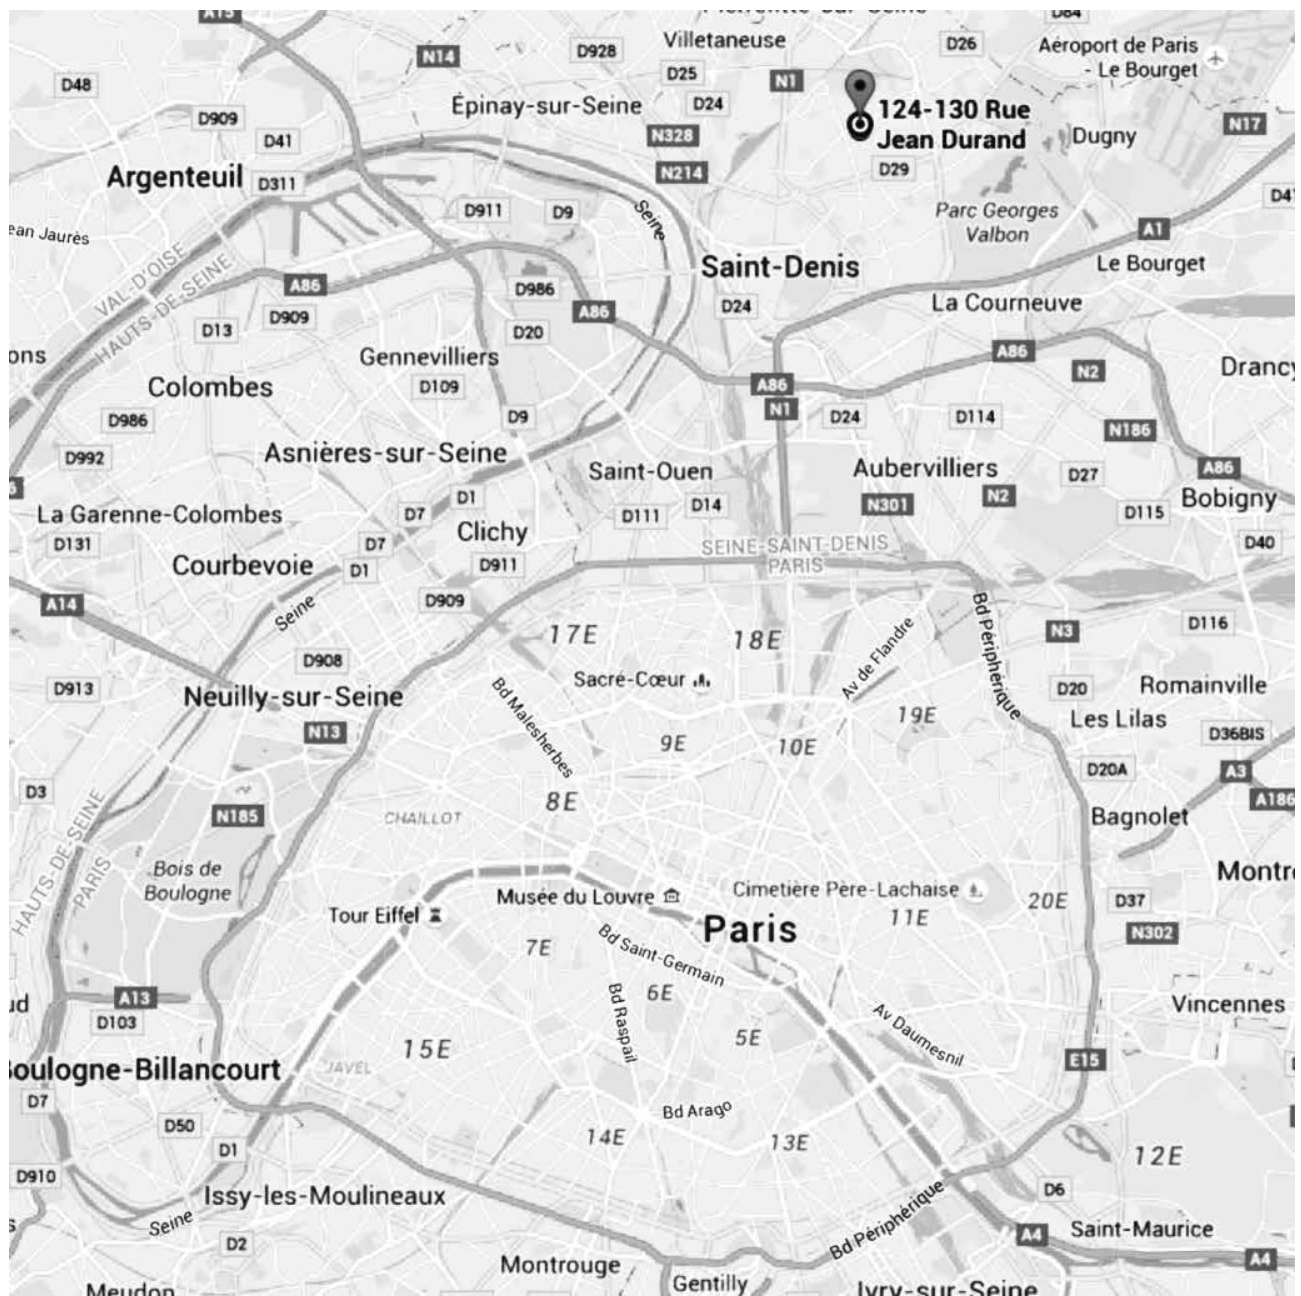 A15
D84
Villetaneuse
D26
Aéroport de Paris
- Le Bourget
N14
D928
D25
N1
D48
Épinay-sur-Seine
D24
124-130 Rue
Jean Durand
D909
D41
N328
Dugny
N17
Argenteuil
D311
N214
D29
D911
D9
Seine
Parc Georges
Valbon
ean Jaurès
A1
VAL-D'OISE
HAUTS-DE-SEINE
Saint-Denis
Le Bourget
A86
D986
D24
La Courneuve
D13
D909
A86
D20
ons
Gennevilliers
A86
Drancy
Colombes
D109
A86
N2
D986
D9
N1
D24
D114
N186
D992
Asnières-sur-Seine
Saint-Ouen
Aubervilliers
D27
A86
D1
N301
N2
Bobigny
La Garenne-Colombes
D7
D111
D14
D115
D131
D7
Clichy
SEINE-SAINT-DENIS
PARIS
D40
Courbevoie
D1
D911
A14
Seine
D909
Bd Périphérique
17E
18E
Av de Flandre
N3
D116
D908
D913
Neuilly-sur-Seine
Sacré-Cœur
D20
Romainville
Bd Malesherbes
19E
Les Lilas
N13
9E
10E
D36BIS
D20A
A3
D3
8E
A186
HAUTS-DE-SEINE
PARIS
N185
CHAILLOT
Bagnolet
Bois de
Boulogne
Musée du Louvre
Cimetière Père-Lachaise
Tour Eiffel
11E
20E
D37
Paris
N302
7E
Bd Saint-Germain
A13
6E
Vincennes
D103
Bd Raspail
Av Daumesnil
15E
5E
JAVEL
E15
D7
Bd Arago
D50
14E
13E
D1
12E
D910
Issy-les-Moulineaux
D6
Seine
Bd Périphérique
Saint-Maurice
D2
A4
A4
Montrouge
Gentilly
Meudon
Ivry-sur-Seine